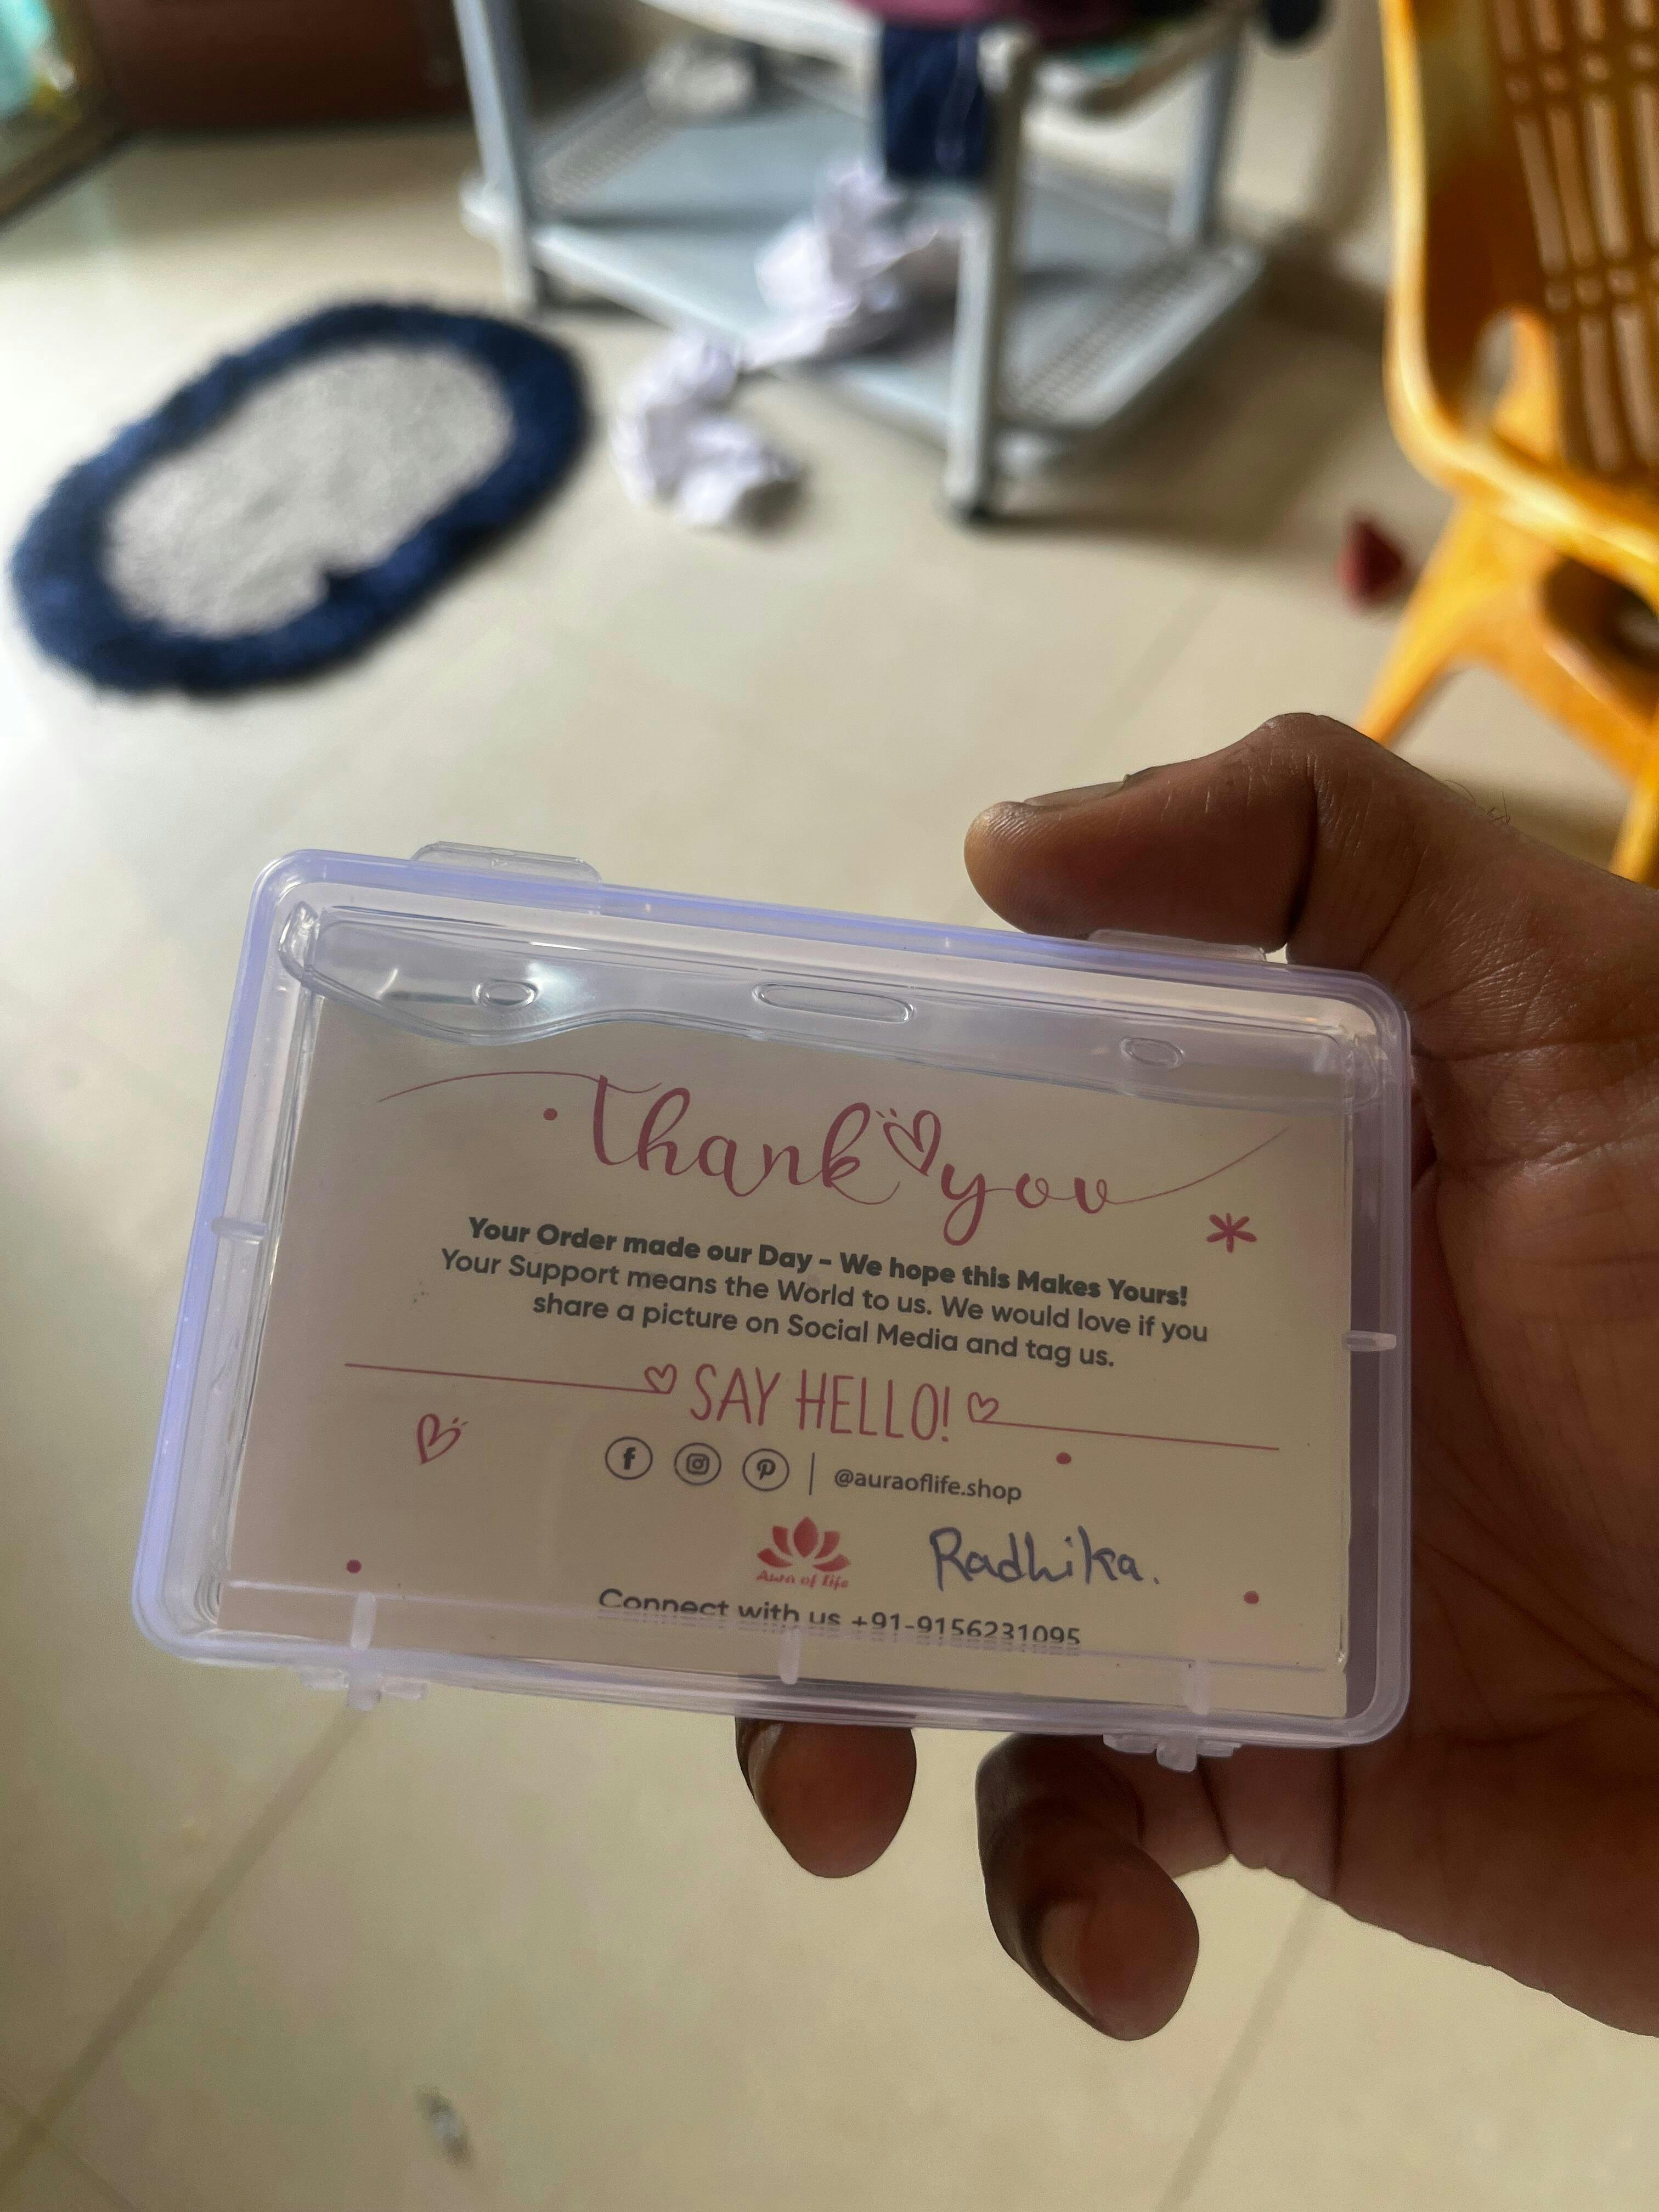 Thank you
Your Order made our Day - We hope this Makes Yours!
Your Support means the World to us. We would love if you
share a picture on Social Media and tag us.
SAY HELLO!
@auraoflife.shop
Aura of life
Radhika.
Connect with us +91-9156231095